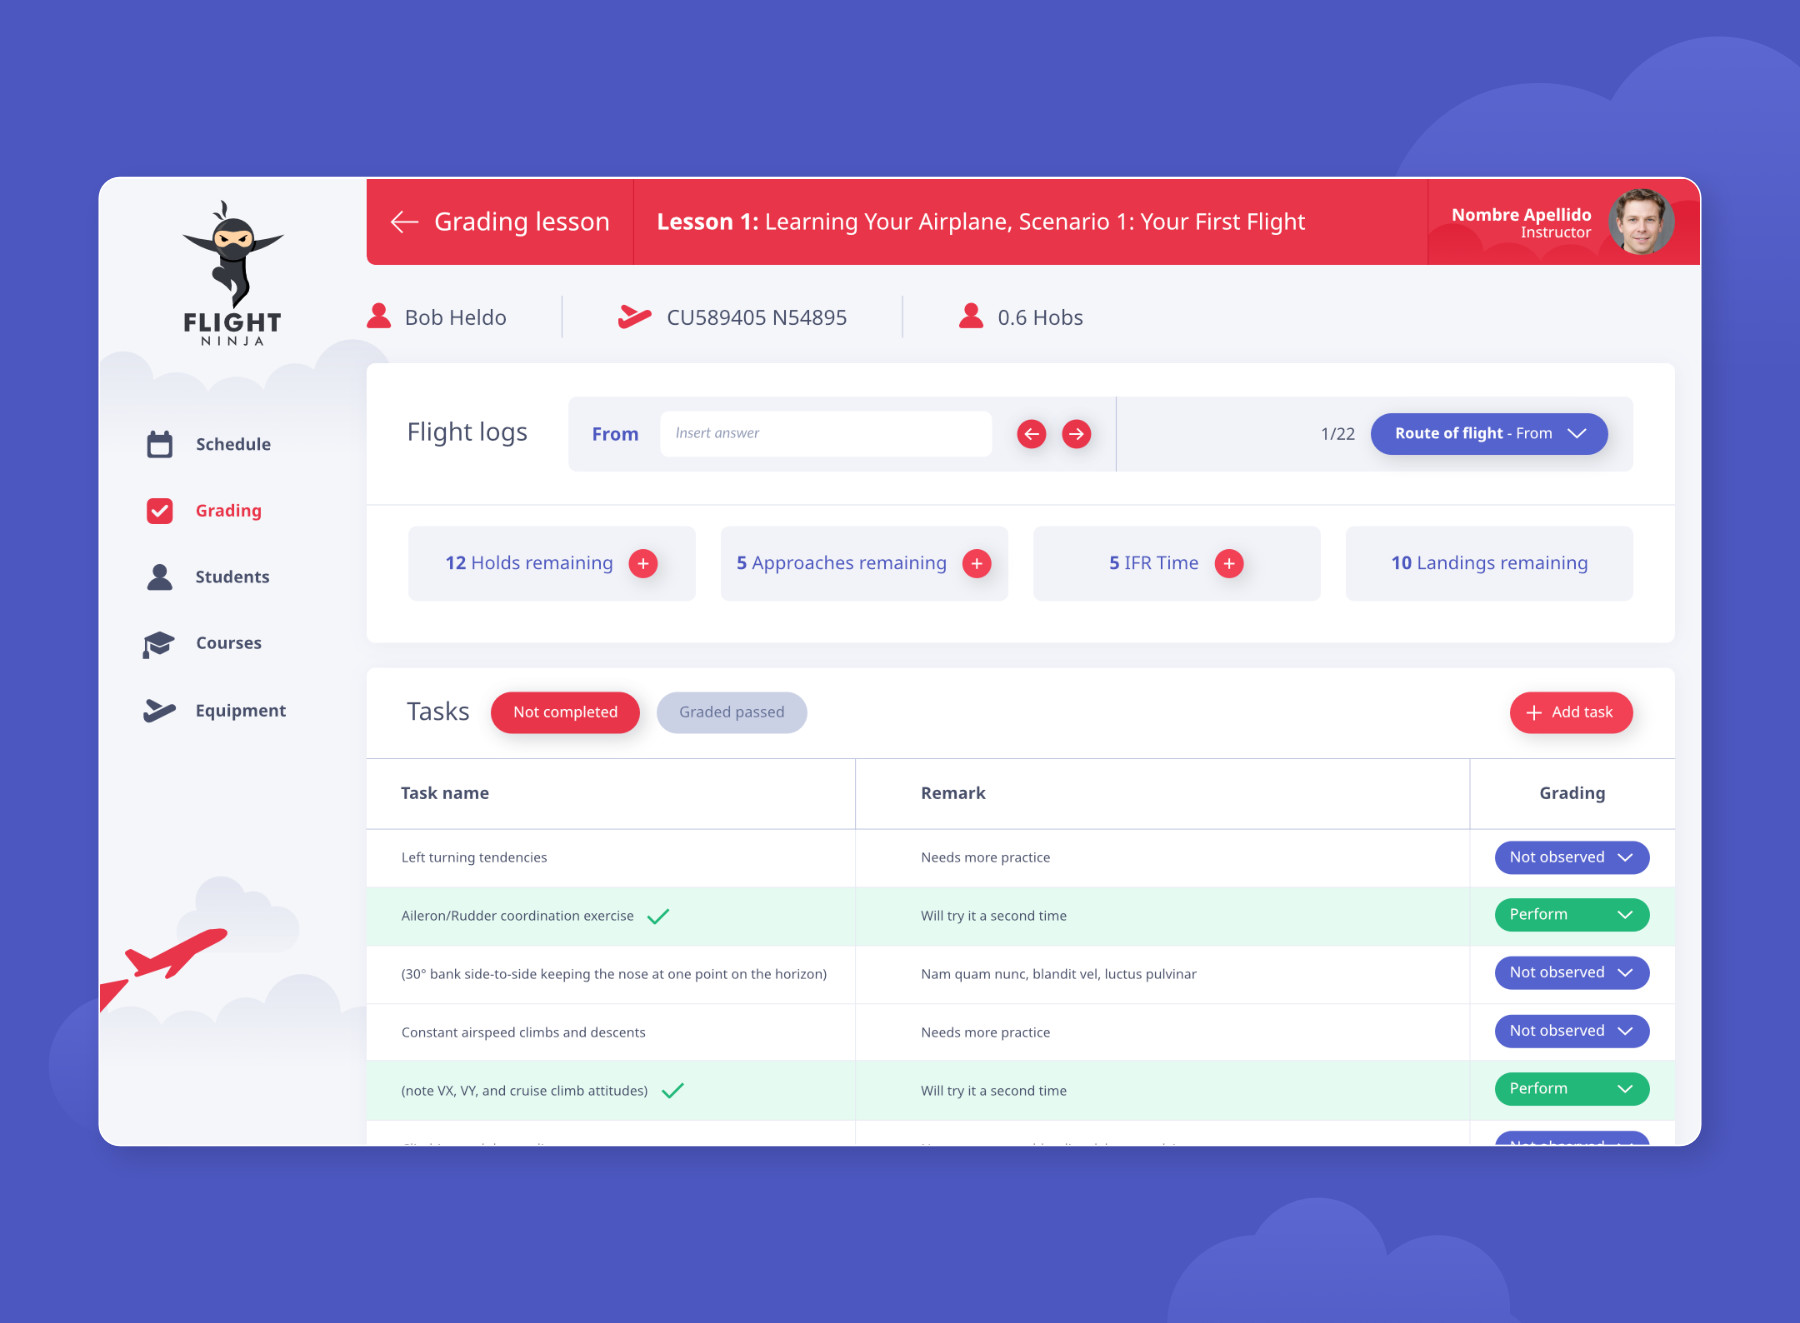 FLIGHT
NINJA
Schedule
Grading
Students
Courses
Equipment
Grading lesson
Lesson 1: Learning Your Airplane, Scenario 1: Your First Flight
Nombre Apellido
Instructor
Bob Heldo
CU589405 N54895
0.6 Hobs
Flight logs
From
Insert answer
1/22
Route of flight - From
12 Holds remaining
5 Approaches remaining
5 IFR Time
10 Landings remaining
Tasks
Not completed
Graded passed
Add task
Task name
Remark
Grading
Left turning tendencies
Needs more practice
Not observed
Aileron/Rudder coordination exercise
Will try it a second time
Perform
(30° bank side-to-side keeping the nose at one point on the horizon)
Nam quam nunc, blandit vel, luctus pulvinar
Not observed
Constant airspeed climbs and descents
Needs more practice
Not observed
(note VX, VY, and cruise climb attitudes)
Will try it a second time
Perform
Not observed